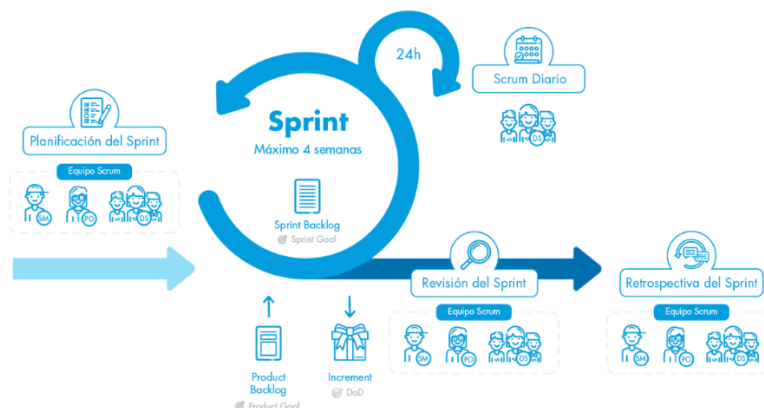 24h
Scrum Diario
DS
Sprint
Máximo 4 semanas
Planificación del Sprint
Equipo Scrum
SM
PO
DS
Sprint Backlog
Sprint Goal
Revisión del Sprint
Equipo Scrum
SM
PO
DS
Retrospectiva del Sprint
Equipo Scrum
SM
PO
DS
Product
Backlog
Product Goal
Increment
DoD